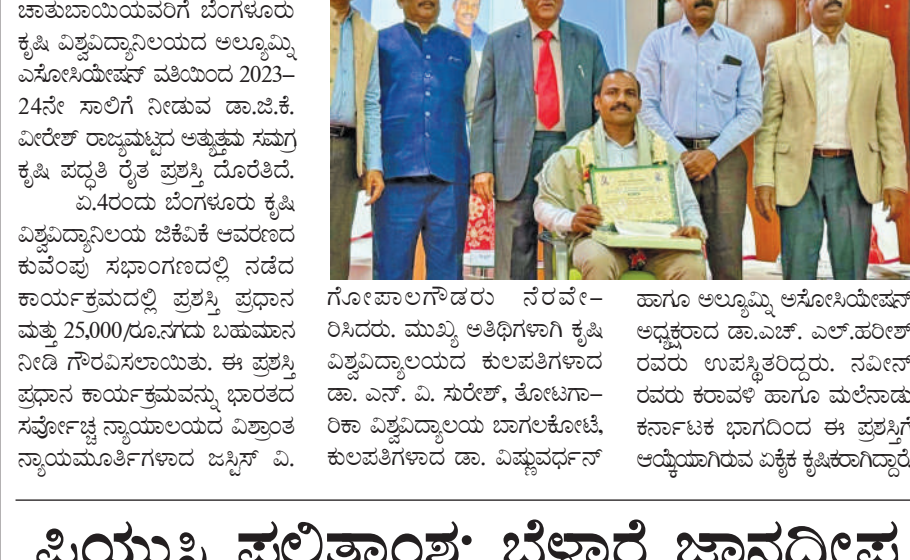 ಚಾತುಬಾಯಿಯವರಿಗೆ ಬೆಂಗಳೂರು
ಕೃಷಿ ವಿಶ್ವವಿದ್ಯಾನಿಲಯದ ಅಲ್ಯೂಮ್ನಿ
ಎಸೋಸಿಯೇಷನ್ ವತಿಯಿಂದ 2023–
24ನೇ ಸಾಲಿಗೆ ನೀಡುವ ಡಾ.ಜಿ.ಕೆ.
ವೀರೇಶ್ ರಾಜ್ಯಮಟ್ಟದ ಅತ್ಯುತ್ತಮ ಸಮಗ್ರ
ಕೃಷಿ ಪದ್ಧತಿ ರೈತ ಪ್ರಶಸ್ತಿ ದೊರೆತಿದೆ.
ಏ.4ರಂದು ಬೆಂಗಳೂರು ಕೃಷಿ
ವಿಶ್ವವಿದ್ಯಾನಿಲಯ ಜಿಕೆವಿಕೆ ಆವರಣದ
ಕುವೆಂಪು ಸಭಾಂಗಣದಲ್ಲಿ ನಡೆದ
ಕಾರ್ಯಕ್ರಮದಲ್ಲಿ ಪ್ರಶಸ್ತಿ ಪ್ರಧಾನ
ಮತ್ತು 25,000/ರೂ.ನಗದು ಬಹುಮಾನ
ನೀಡಿ ಗೌರವಿಸಲಾಯಿತು. ಈ ಪ್ರಶಸ್ತಿ
ಪ್ರಧಾನ ಕಾರ್ಯಕ್ರಮವನ್ನು ಭಾರತದ
ಸರ್ವೋಚ್ಚ ನ್ಯಾಯಾಲಯದ ವಿಶ್ರಾಂತ
ನ್ಯಾಯಮೂರ್ತಿಗಳಾದ ಜಸ್ಟಿಸ್ ವಿ.
ಗೋಪಾಲಗೌಡರು ನೆರವೇ–
ರಿಸಿದರು. ಮುಖ್ಯ ಅತಿಥಿಗಳಾಗಿ ಕೃಷಿ
ವಿಶ್ವವಿದ್ಯಾಲಯದ ಕುಲಪತಿಗಳಾದ
ಡಾ. ಎನ್. ವಿ. ಸುರೇಶ್, ತೋಟಗಾ–
ರಿಕಾ ವಿಶ್ವವಿದ್ಯಾಲಯ ಬಾಗಲಕೋಟೆ,
ಕುಲಪತಿಗಳಾದ ಡಾ. ವಿಷ್ಣುವರ್ಧನ್
ಹಾಗೂ ಅಲ್ಯೂಮ್ನಿ ಅಸೋಸಿಯೇಷನ್
ಅಧ್ಯಕ್ಷರಾದ ಡಾ.ಎಚ್. ಎಲ್.ಹರೀಶ್
ರವರು ಉಪಸ್ಥಿತರಿದ್ದರು. ನವೀನ್
ರವರು ಕರಾವಳಿ ಹಾಗೂ ಮಲೆನಾಡು
ಕರ್ನಾಟಕ ಭಾಗದಿಂದ ಈ ಪ್ರಶಸ್ತಿಗೆ
ಆಯ್ಕೆಯಾಗಿರುವ ಏಕೈಕ ಕೃಷಿಕರಾಗಿದ್ದಾರೆ.
ಪಿಯುಸಿ ಫಲಿತಾಂಶ: ಬೆಳ್ಳಾರೆ ಜ್ಞಾನದೀಪ